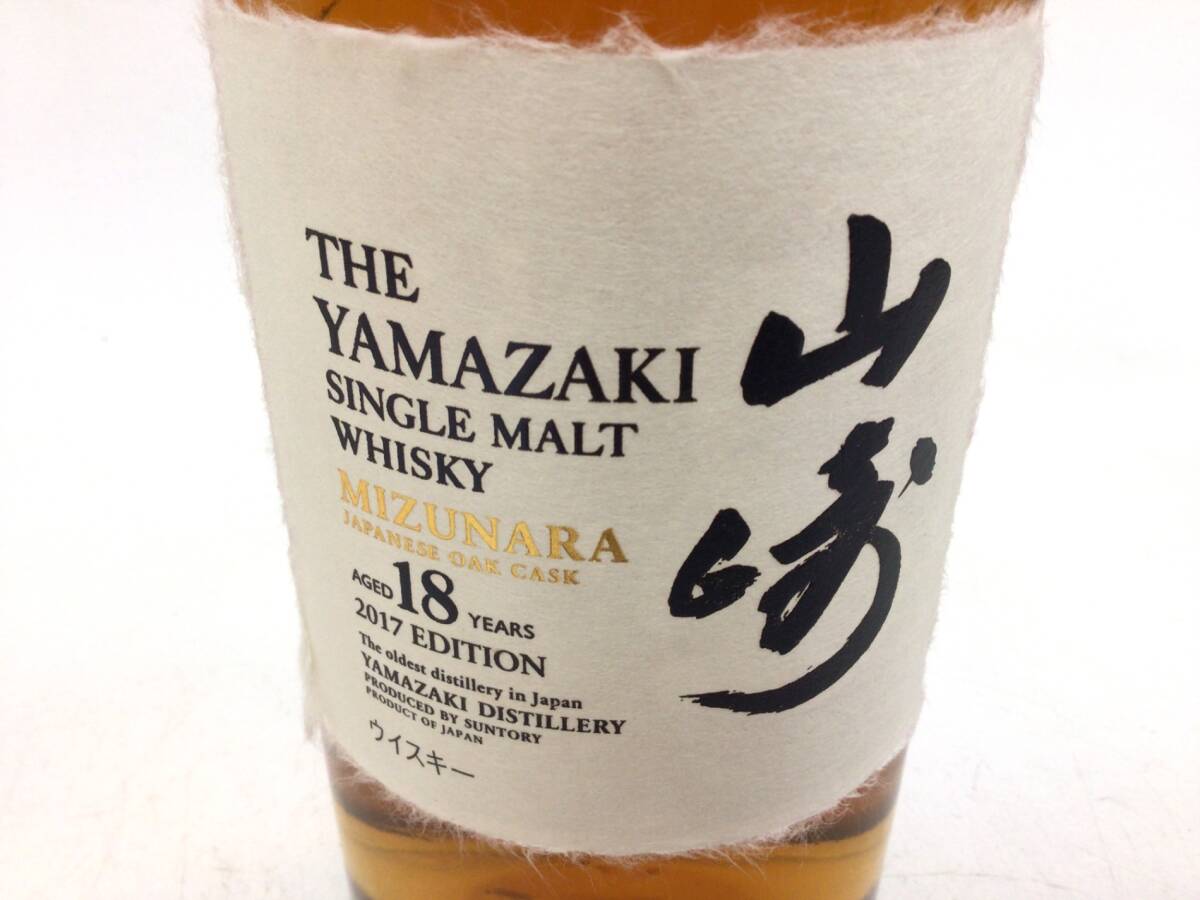 THE
YAMAZAKI
SINGLE MALT
WHISKY
MIZUNARA
JAPANESE OAK CASK
AGED 18 YEARS
2017 EDITION
The oldest distillery in Japan
YAMAZAKI DISTILLERY
PRODUCED BY SUNTORY
PRODUCT OF JAPAN
ウイスキー
山崎